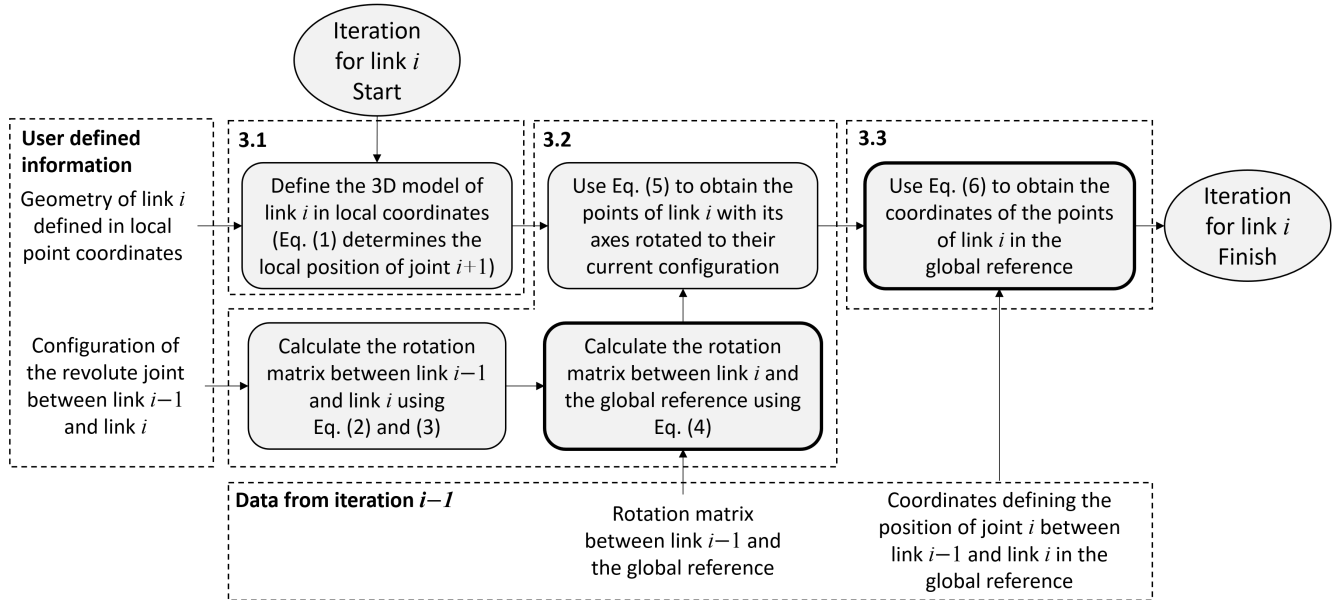 Iteration
for link i
Start
User defined
information
Geometry of link i
defined in local
point coordinates
Configuration of
the revolute joint
between link i−1
and link i
3.1
Define the 3D model of
link i in local coordinates
(Eq. (1) determines the
local position of joint i+1)
3.2
Use Eq. (5) to obtain the
points of link i with its
axes rotated to their
current configuration
Calculate the rotation
matrix between link i−1
and link i using
Eq. (2) and (3)
Calculate the rotation
matrix between link i and
the global reference using
Eq. (4)
3.3
Use Eq. (6) to obtain the
coordinates of the points
of link i in the
global reference
Iteration
for link i
Finish
Data from iteration i−1
Rotation matrix
between link i−1 and
the global reference
Coordinates defining the
position of joint i between
link i−1 and link i in the
global reference